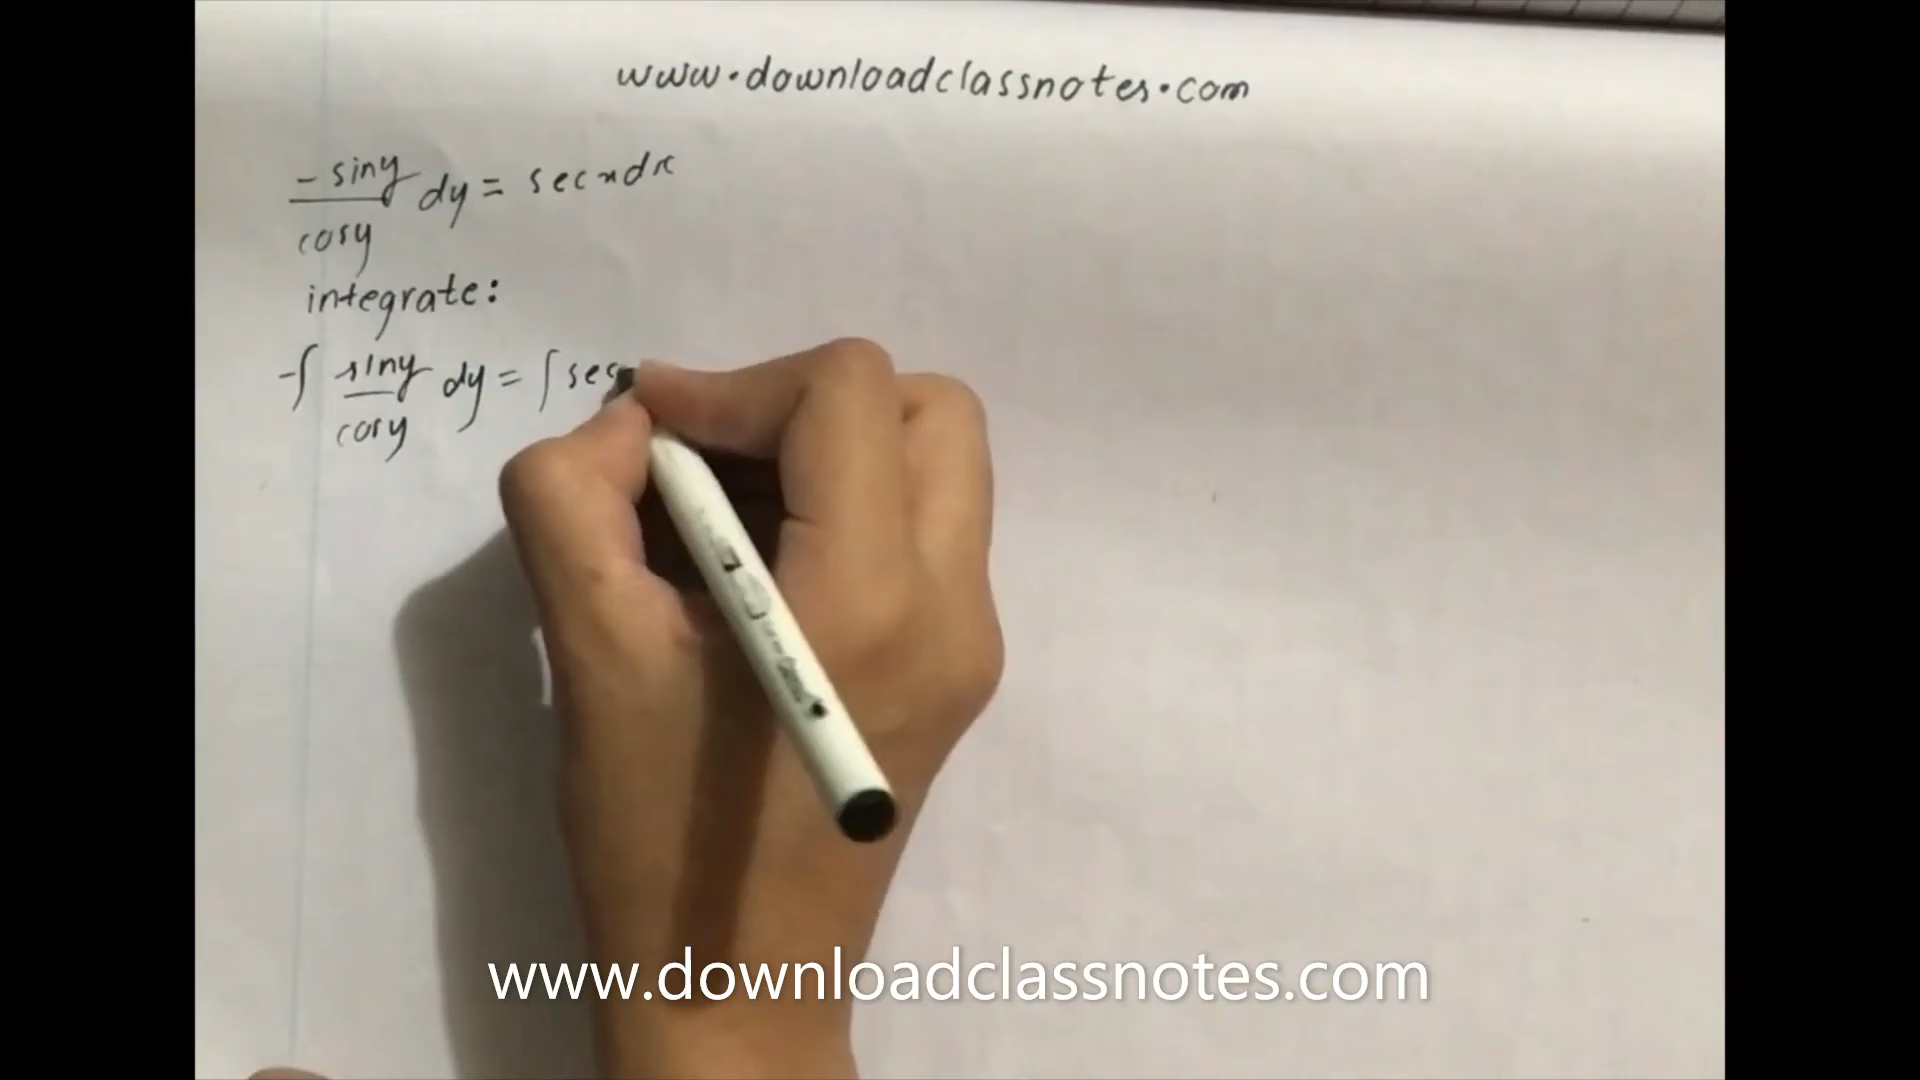 www.downloadclassnotes.com
-siny/cosy dy = secxdx
integrate:
-∫ siny/cosy dy = ∫ sec
www.downloadclassnotes.com